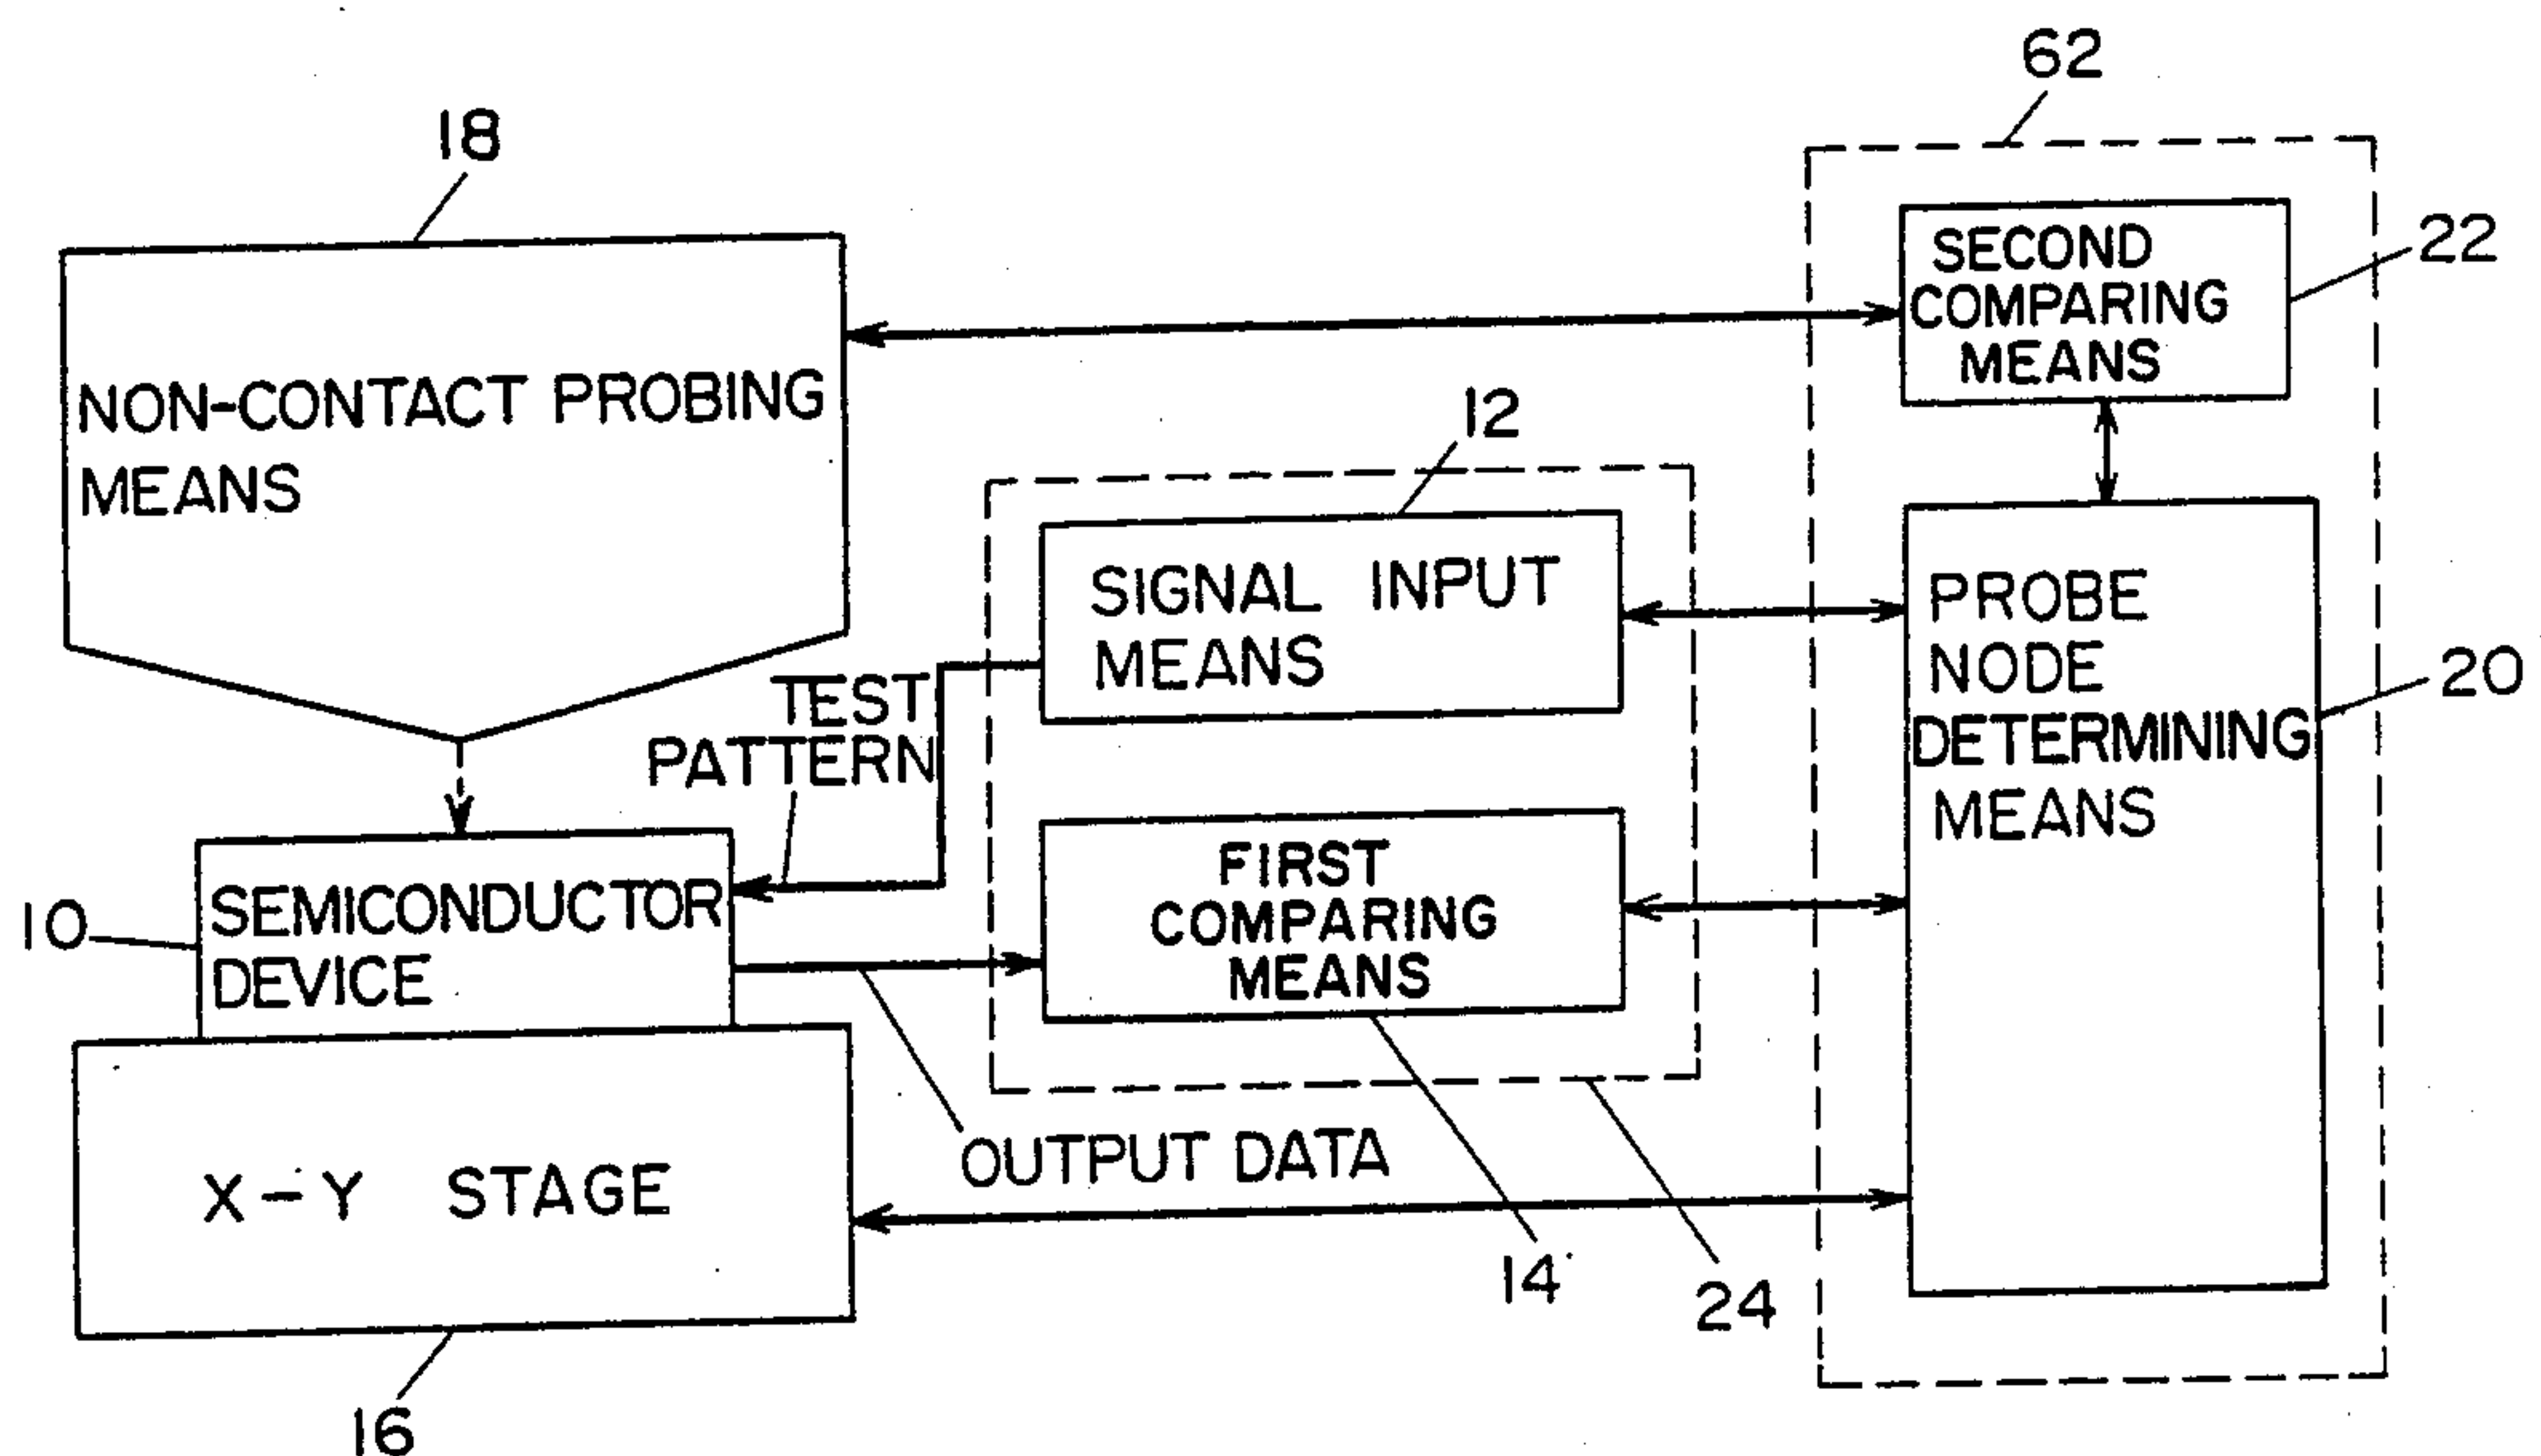 62
18
SECOND
COMPARING
MEANS
22
NON-CONTACT PROBING
MEANS
12
SIGNAL INPUT
MEANS
PROBE
NODE
DETERMINING
MEANS
20
TEST
PATTERN
FIRST
COMPARING
MEANS
10
SEMICONDUCTOR
DEVICE
OUTPUT DATA
X-Y STAGE
14
24
16